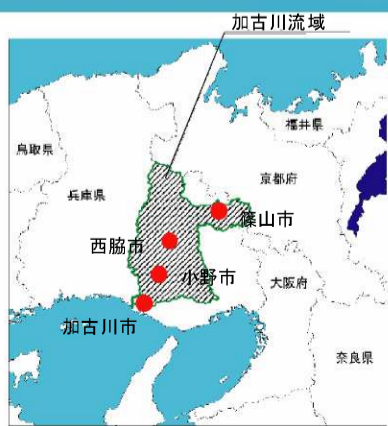 加古川流域
福井県
鳥取県
京都府
兵庫県
篠山市
西脇市
小野市
大阪府
加古川市
奈良県